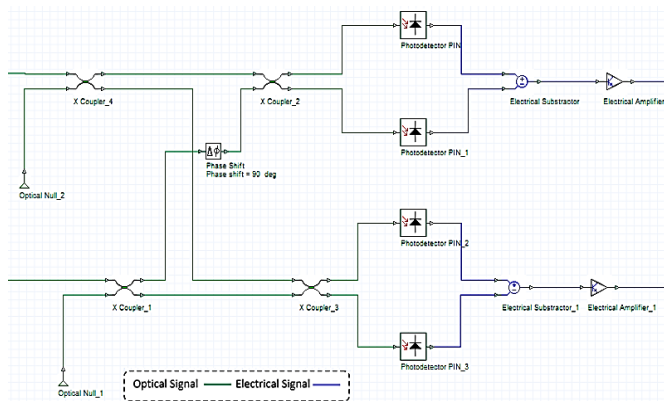 Photodetector PIN
X Coupler_4
X Coupler_2
Electrical Substractor
Electrical Amplifier
Photodetector PIN_1
Phase Shift
Phase shift = 90 deg
Optical Null_2
Photodetector PIN_2
X Coupler_1
X Coupler_3
Electrical Substractor_1
Electrical Amplifier_1
Photodetector PIN_3
Optical Signal
Electrical Signal
Optical Null_1